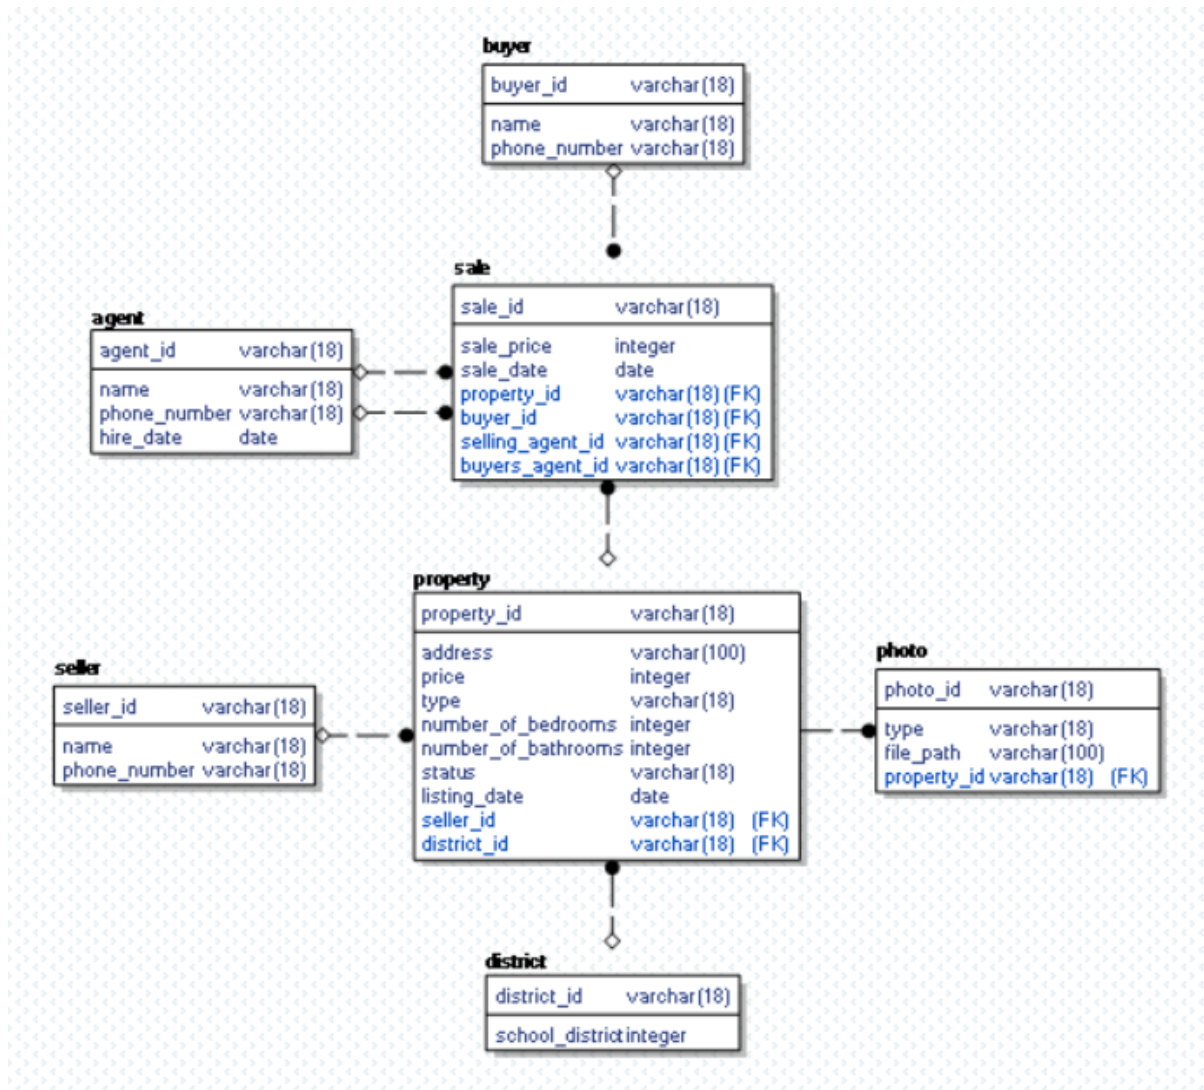 buyer
buyer_id varchar(18)
name varchar(18)
phone_number varchar(18)
sale
sale_id varchar(18)
sale_price integer
sale_date date
property_id varchar(18) (FK)
buyer_id varchar(18) (FK)
selling_agent_id varchar(18) (FK)
buyers_agent_id varchar(18) (FK)
agent
agent_id varchar(18)
name varchar(18)
phone_number varchar(18)
hire_date date
property
property_id varchar(18)
address varchar(100)
price integer
type varchar(18)
number_of_bedrooms integer
number_of_bathrooms integer
status varchar(18)
listing_date date
seller_id varchar(18) (FK)
district_id varchar(18) (FK)
seller
seller_id varchar(18)
name varchar(18)
phone_number varchar(18)
photo
photo_id varchar(18)
type varchar(18)
file_path varchar(100)
property_id varchar(18) (FK)
district
district_id varchar(18)
school_district integer